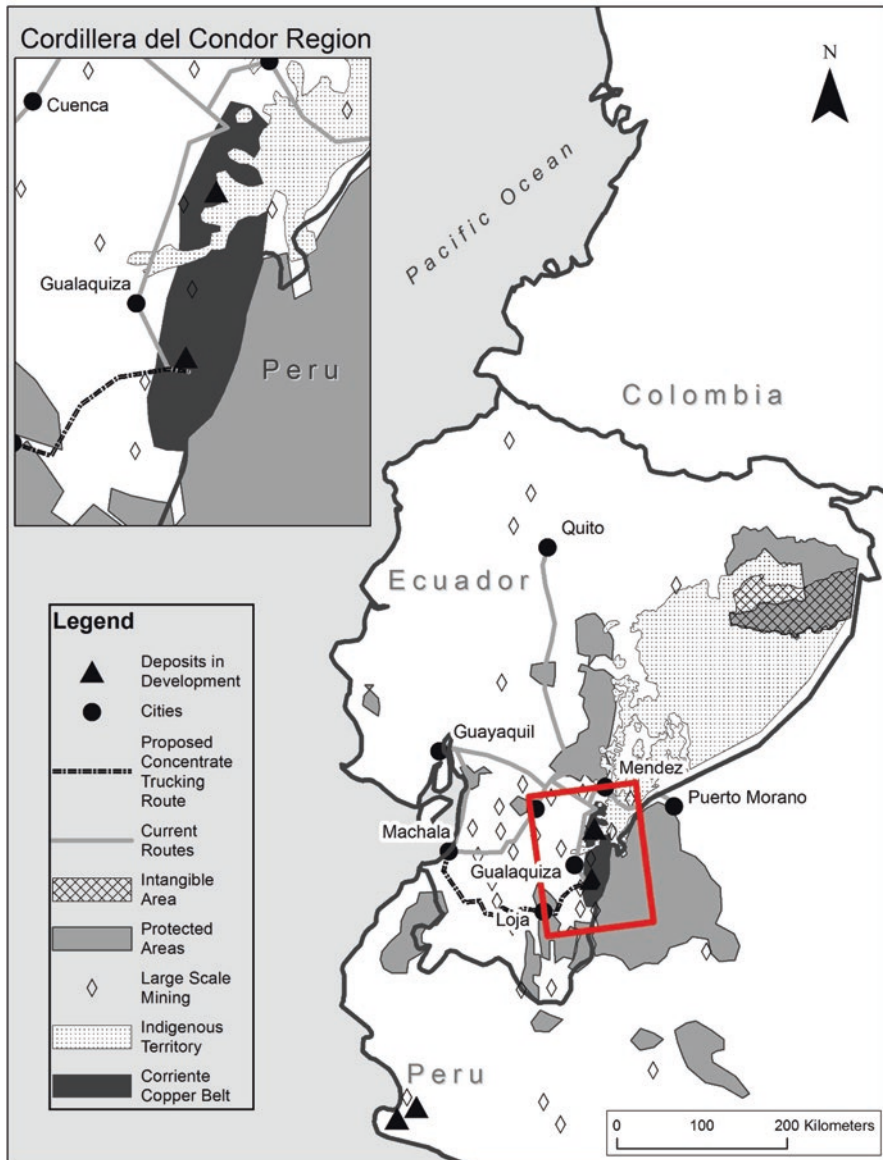 Cordillera del Condor Region
Cuenca
Gualaquiza
Peru
N
Pacific Ocean
Colombia
Quito
Ecuador
Guayaquil
Mendez
Puerto Morano
Machala
Gualaquiza
Loja
Peru
Legend
Deposits in
Development
Cities
Proposed
Concentrate
Trucking
Route
Current
Routes
Intangible
Area
Protected
Areas
Large Scale
Mining
Indigenous
Territory
Corriente
Copper Belt
0 100 200 Kilometers